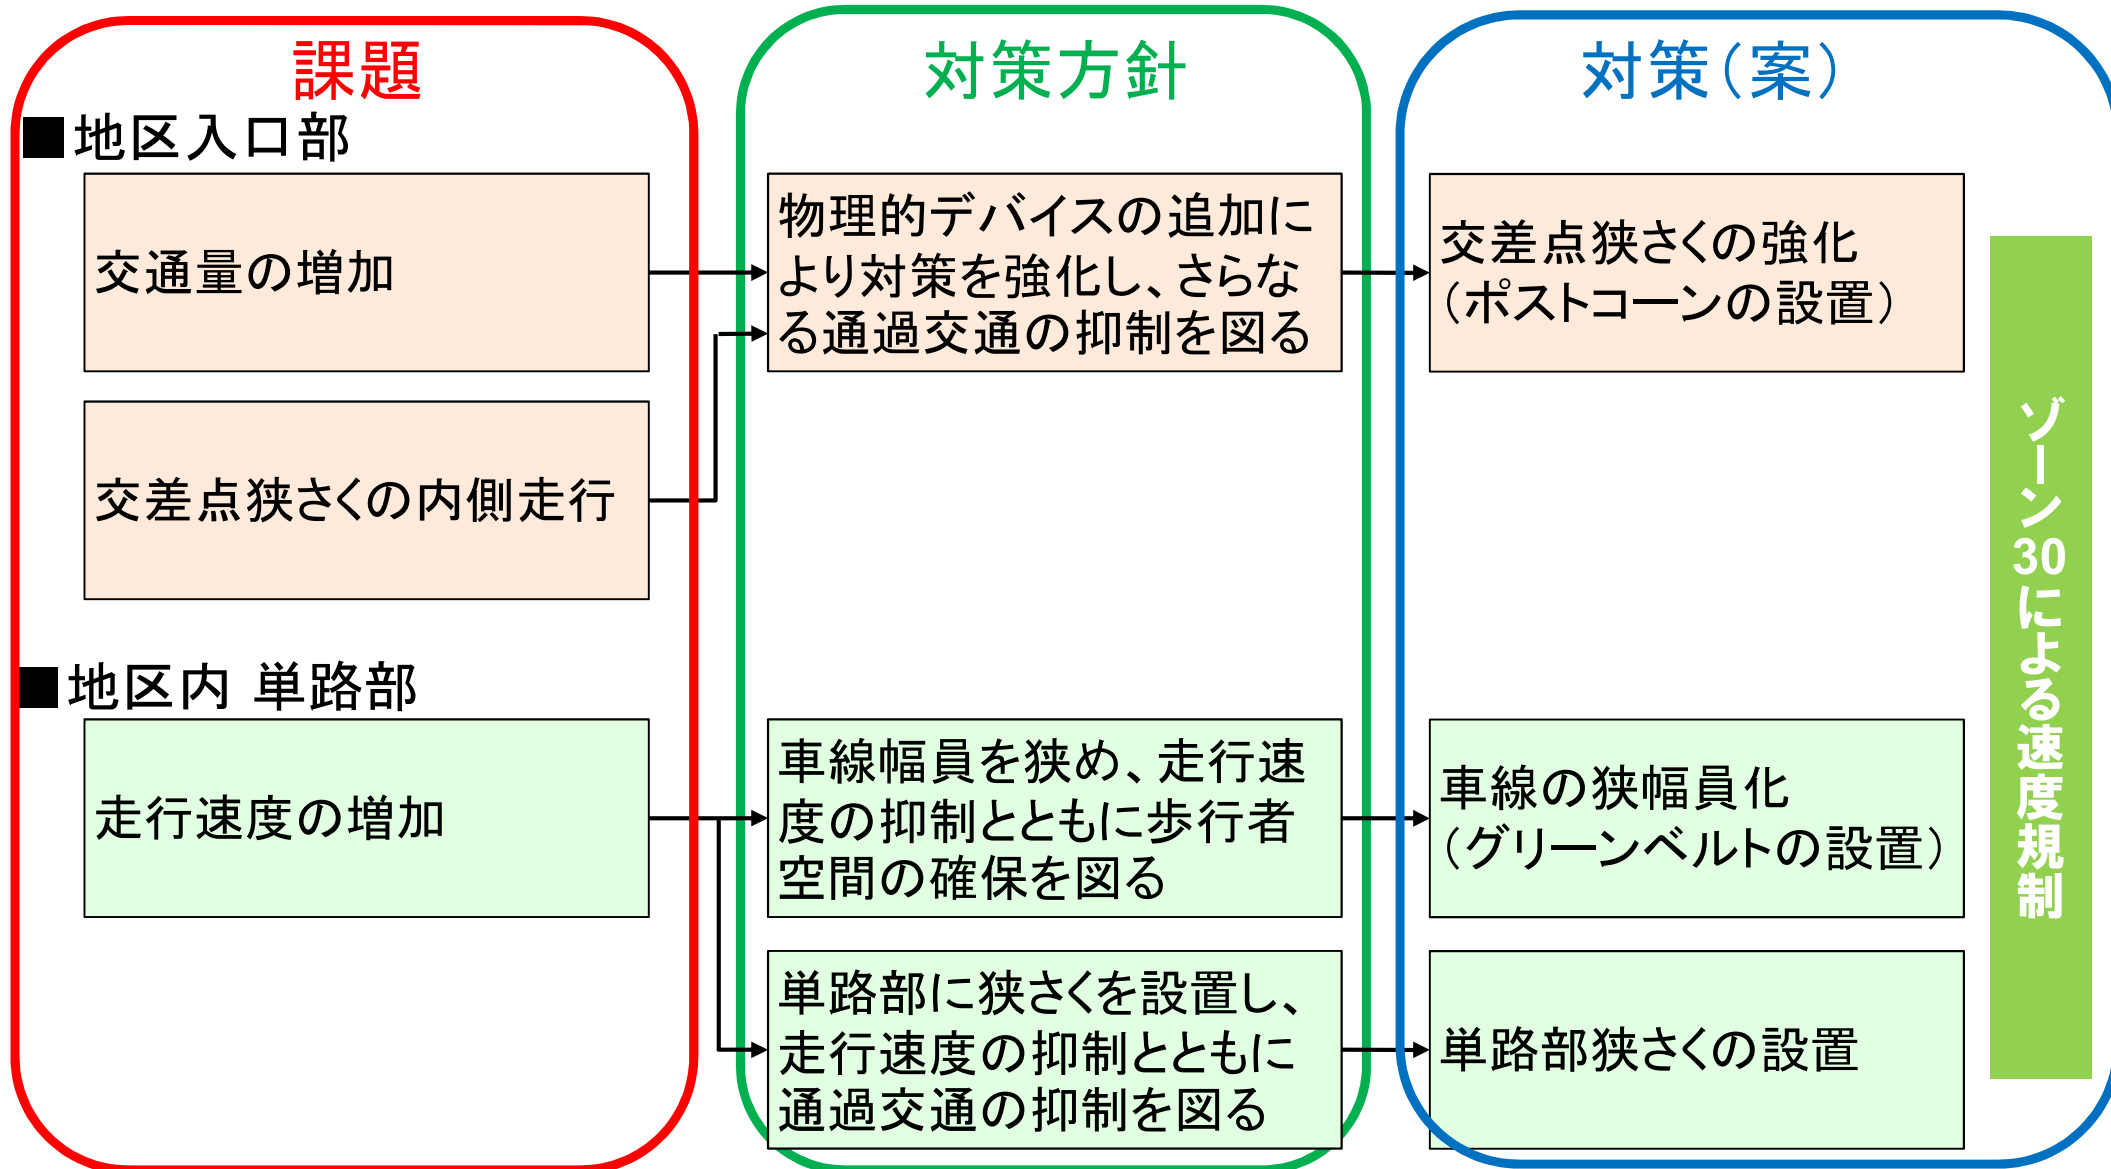 課題
対策方針
対策（案）
■地区入口部
交通量の増加
物理的デバイスの追加に
より対策を強化し、さらな
る通過交通の抑制を図る
交差点狭さくの強化
（ポストコーンの設置）
交差点狭さくの内側走行
■地区内 単路部
走行速度の増加
車線幅員を狭め、走行速
度の抑制とともに歩行者
空間の確保を図る
車線の狭幅員化
（グリーンベルトの設置）
単路部に狭さくを設置し、
走行速度の抑制とともに
通過交通の抑制を図る
単路部狭さくの設置
ゾーン30による速度規制